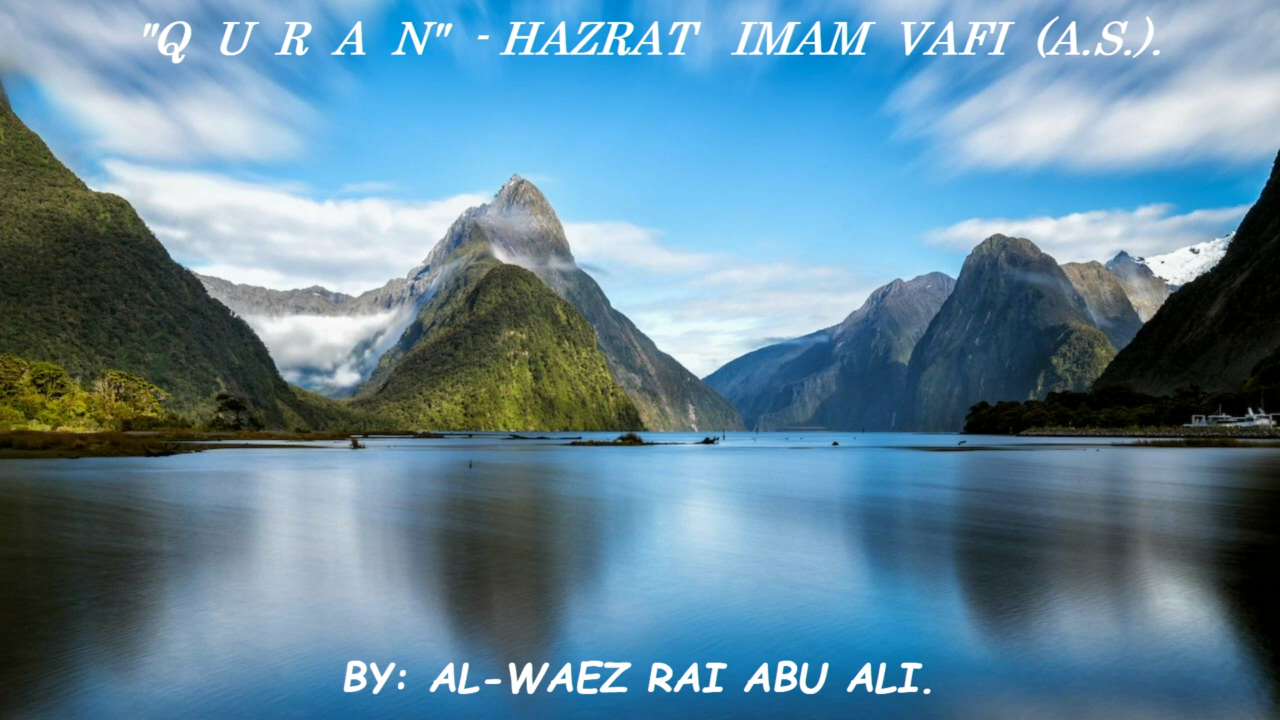 "Q U R A N" - HAZRAT IMAM VAFI (A.S.).
BY: AL-WAEZ RAI ABU ALI.